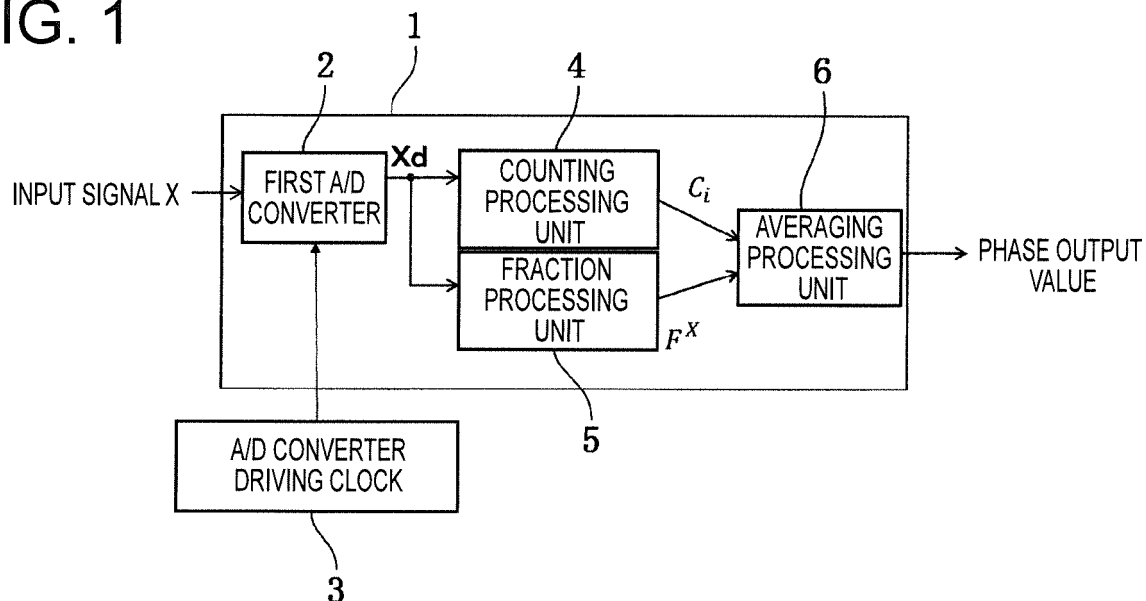 IG. 1
1
2
4
6
Xd
INPUT SIGNAL X
FIRST A/D
CONVERTER
COUNTING
PROCESSING
UNIT
C_i
FRACTION
PROCESSING
UNIT
F^X
AVERAGING
PROCESSING
UNIT
PHASE OUTPUT
VALUE
5
A/D CONVERTER
DRIVING CLOCK
3